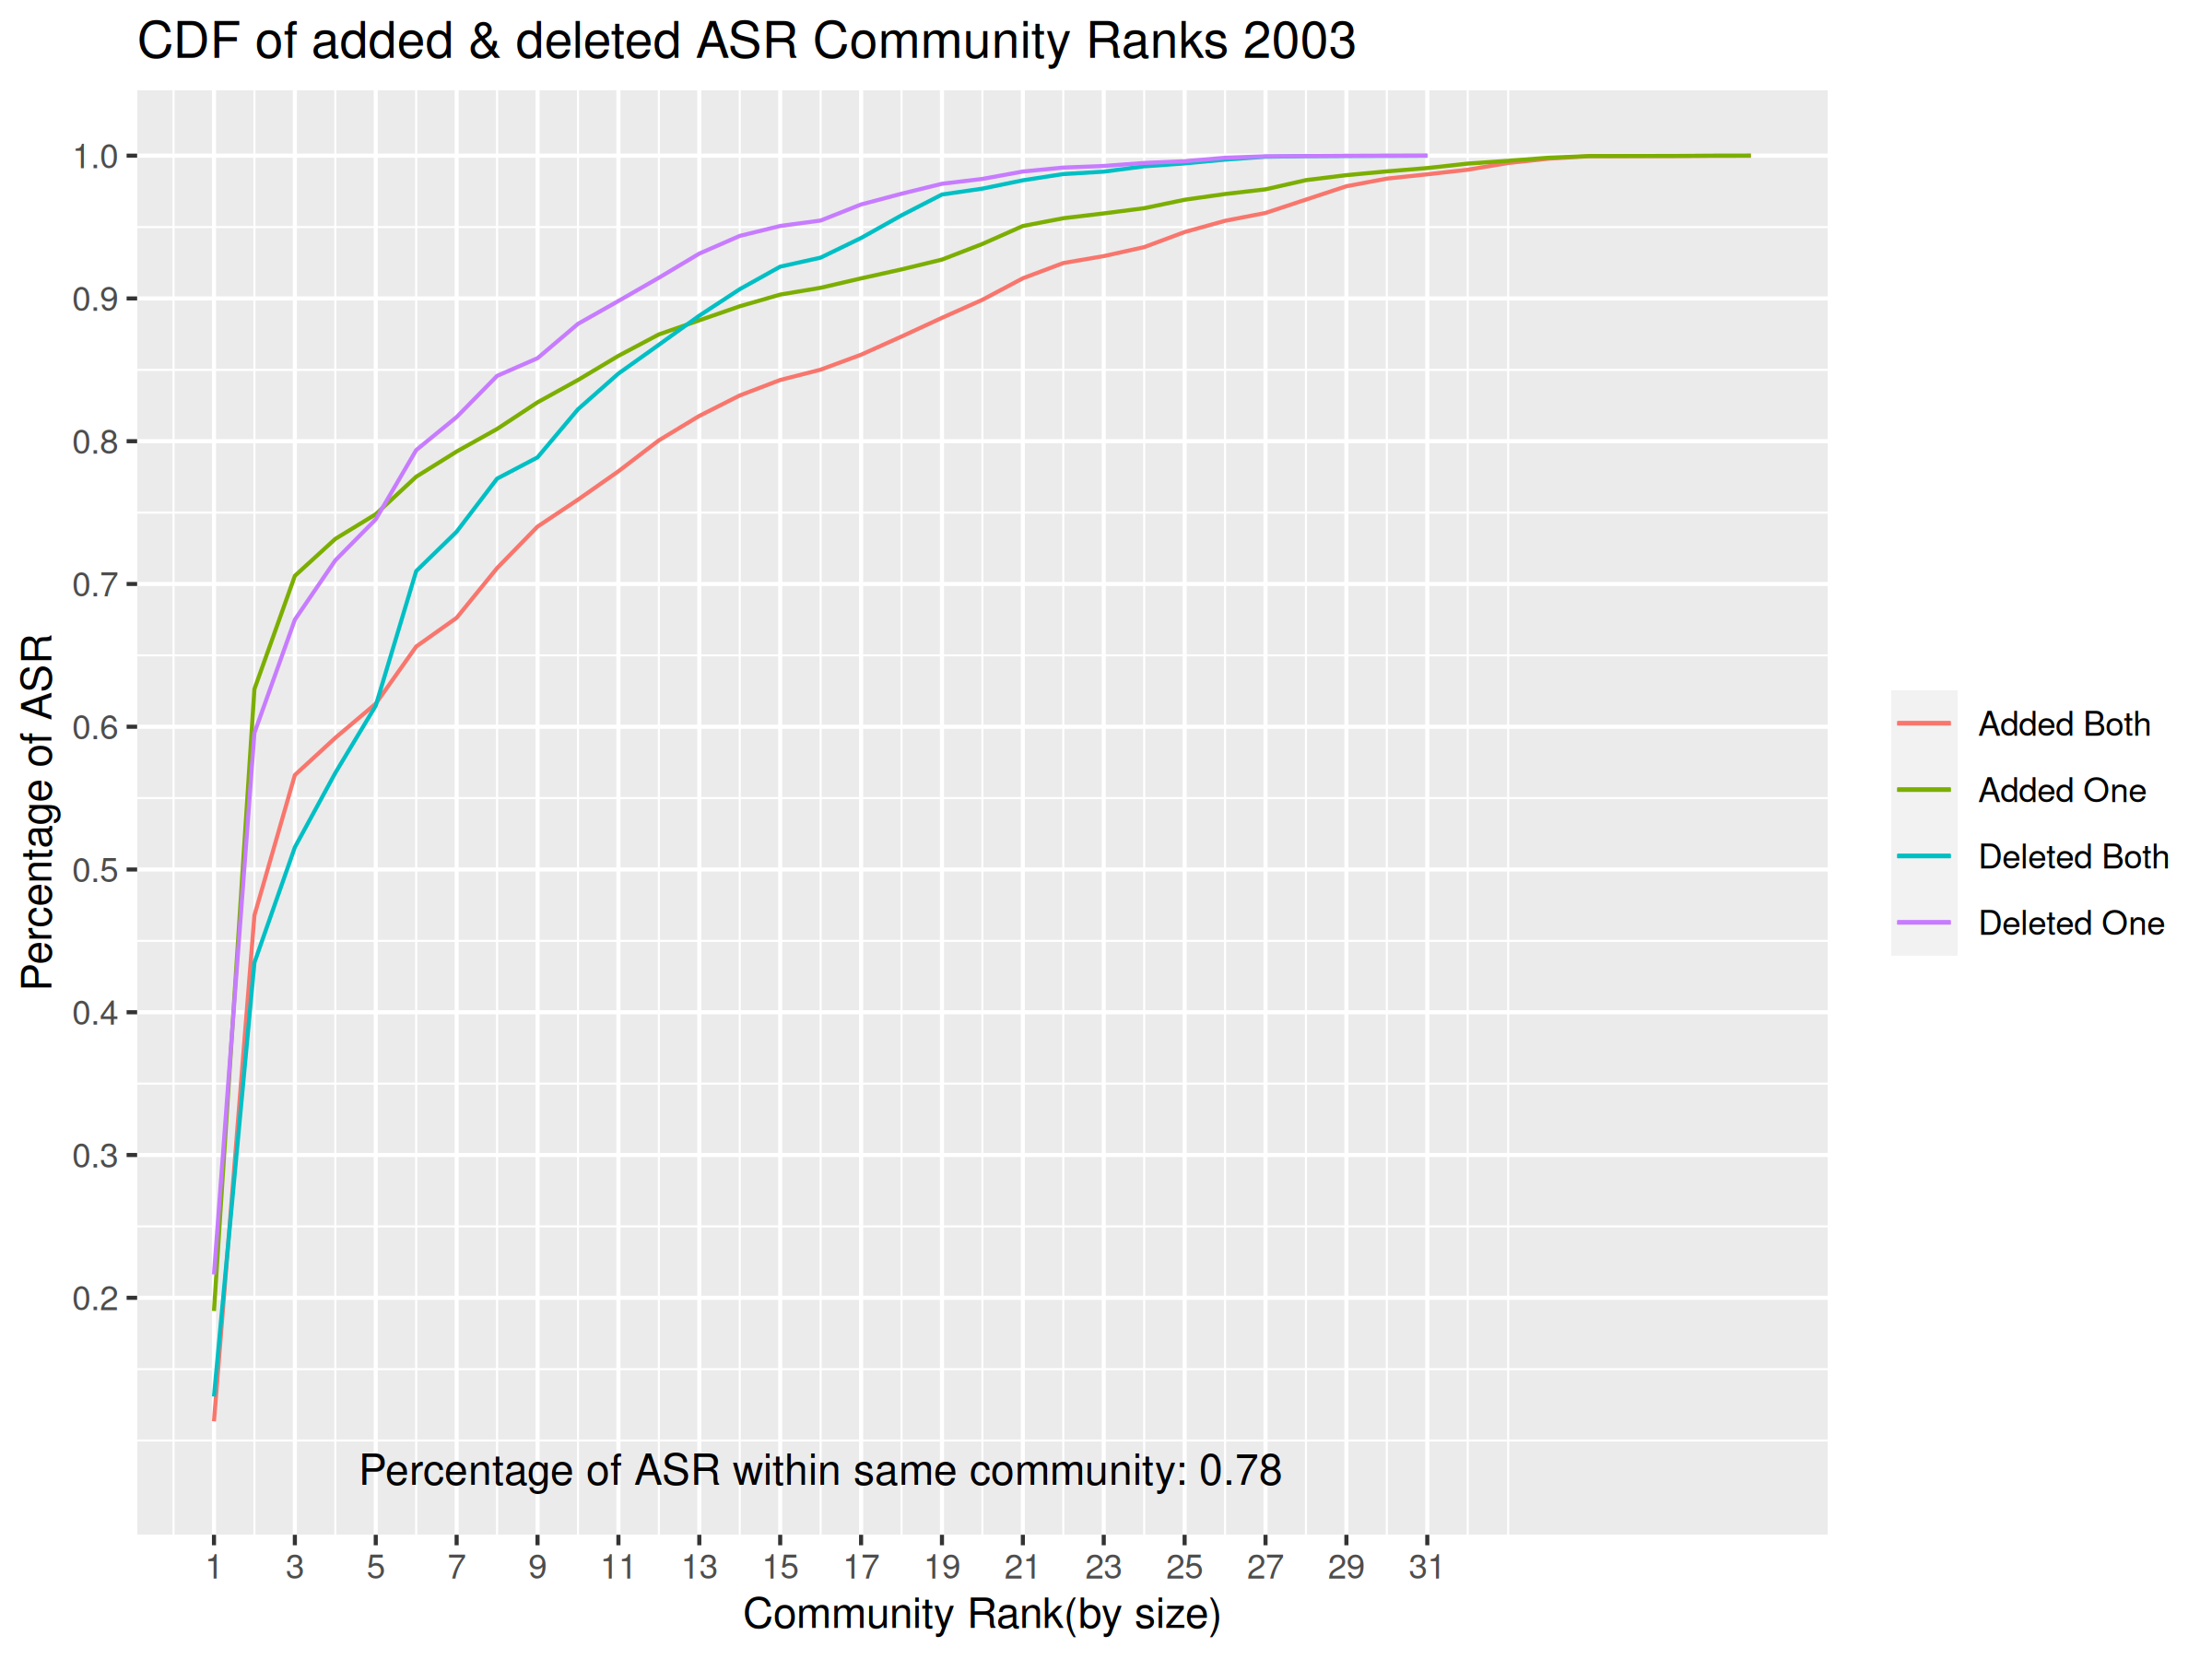 CDF of added & deleted ASR Community Ranks 2003
Percentage of ASR
1.0
0.9
0.8
0.7
0.6
0.5
0.4
0.3
0.2
Percentage of ASR within same community: 0.78
1 3 5 7 9 11 13 15 17 19 21 23 25 27 29 31
Community Rank(by size)
Added Both
Added One
Deleted Both
Deleted One